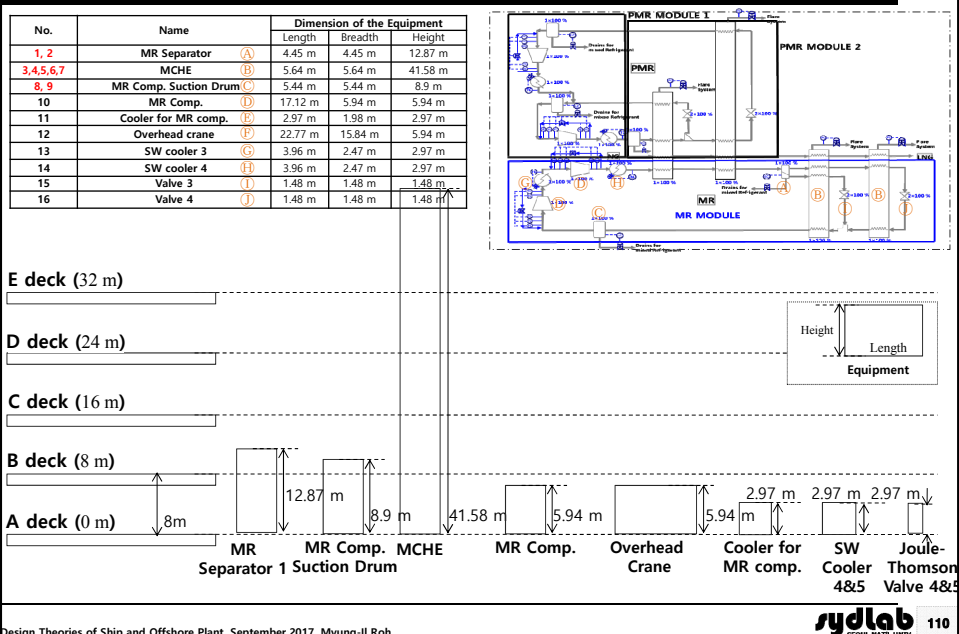 No. Name Dimension of the Equipment
Length Breadth Height
1, 2 MR Separator Ⓐ 4.45 m 4.45 m 12.87 m
3,4,5,6,7 MCHE Ⓑ 5.64 m 5.64 m 41.58 m
8, 9 MR Comp. Suction Drum Ⓒ 5.44 m 5.44 m 8.9 m
10 MR Comp. Ⓓ 17.12 m 5.94 m 5.94 m
11 Cooler for MR comp. Ⓔ 2.97 m 1.98 m 2.97 m
12 Overhead crane Ⓕ 22.77 m 15.84 m 5.94 m
13 SW cooler 3 Ⓖ 3.96 m 2.47 m 2.97 m
14 SW cooler 4 Ⓗ 3.96 m 2.47 m 2.97 m
15 Valve 3 Ⓘ 1.48 m 1.48 m 1.48 m
16 Valve 4 Ⓙ 1.48 m 1.48 m 1.48 m
PMR MODULE 1
PMR MODULE 2
PMR
MR
MR MODULE
LNG
Flare System
Drains for mixed Refrigerant
Ⓖ Ⓓ Ⓗ Ⓐ Ⓑ Ⓑ Ⓙ
Ⓒ
E deck (32 m)
D deck (24 m)
C deck (16 m)
B deck (8 m)
A deck (0 m)
Height
Length
Equipment
8m
12.87 m
8.9 m
41.58 m
5.94 m
5.94 m
2.97 m 2.97 m 2.97 m
MR
Separator 1
MR Comp.
Suction Drum
MCHE
MR Comp.
Overhead
Crane
Cooler for
MR comp.
SW
Cooler
4&5
Joule-
Thomson
Valve 4&5
Design Theories of Ship and Offshore Plant, September 2017, Myung-Il Roh
sydlab
110